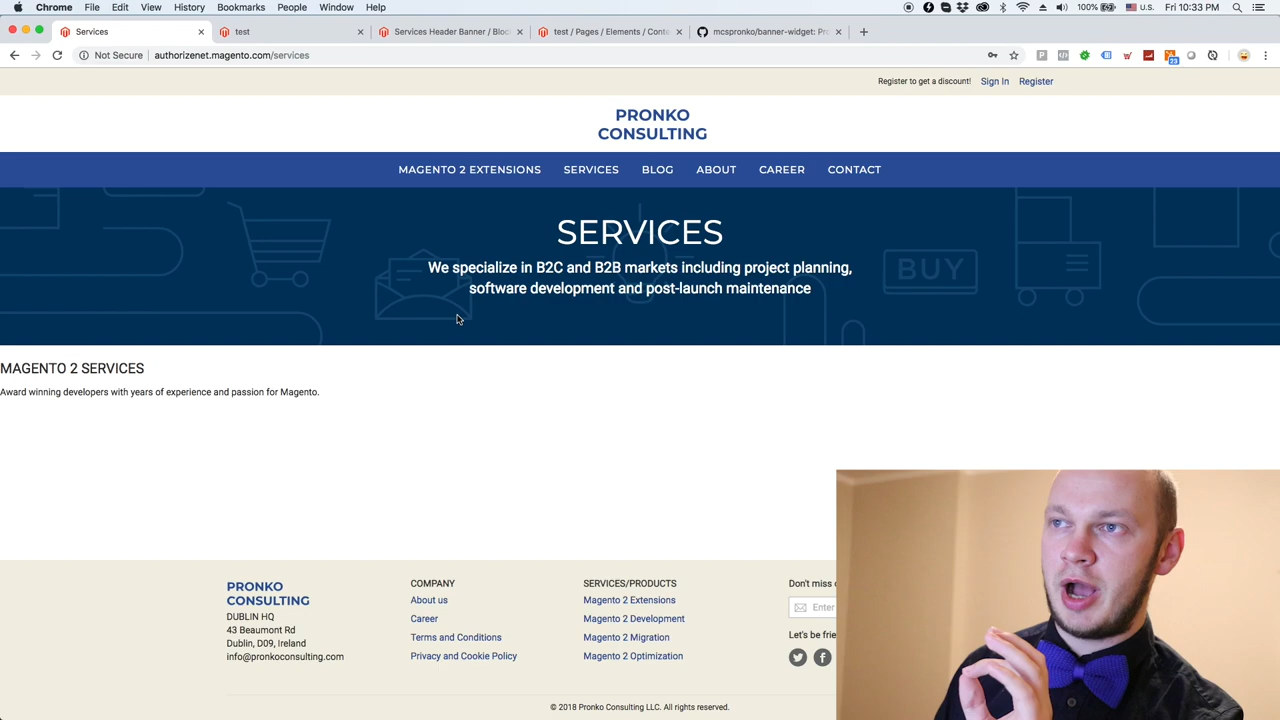 Chrome File Edit View History Bookmarks People Window Help 100% U.S. Fri 10:33 PM
Services test Services Header Banner / Bloc test / Pages / Elements / Conte mcspronko/banner-widget: Pr
Not Secure authorizenet.magento.com/services 23
Register to get a discount! Sign In Register
PRONKO
CONSULTING
MAGENTO 2 EXTENSIONS SERVICES BLOG ABOUT CAREER CONTACT
SERVICES
We specialize in B2C and B2B markets including project planning,
software development and post-launch maintenance
BUY
MAGENTO 2 SERVICES
Award winning developers with years of experience and passion for Magento.
PRONKO
CONSULTING
DUBLIN HQ
43 Beaumont Rd
Dublin, D09, Ireland
info@pronkoconsulting.com
COMPANY
About us
Career
Terms and Conditions
Privacy and Cookie Policy
SERVICES/PRODUCTS
Magento 2 Extensions
Magento 2 Development
Magento 2 Migration
Magento 2 Optimization
Don't miss
Enter
Let's be frie
© 2018 Pronko Consulting LLC. All rights reserved.